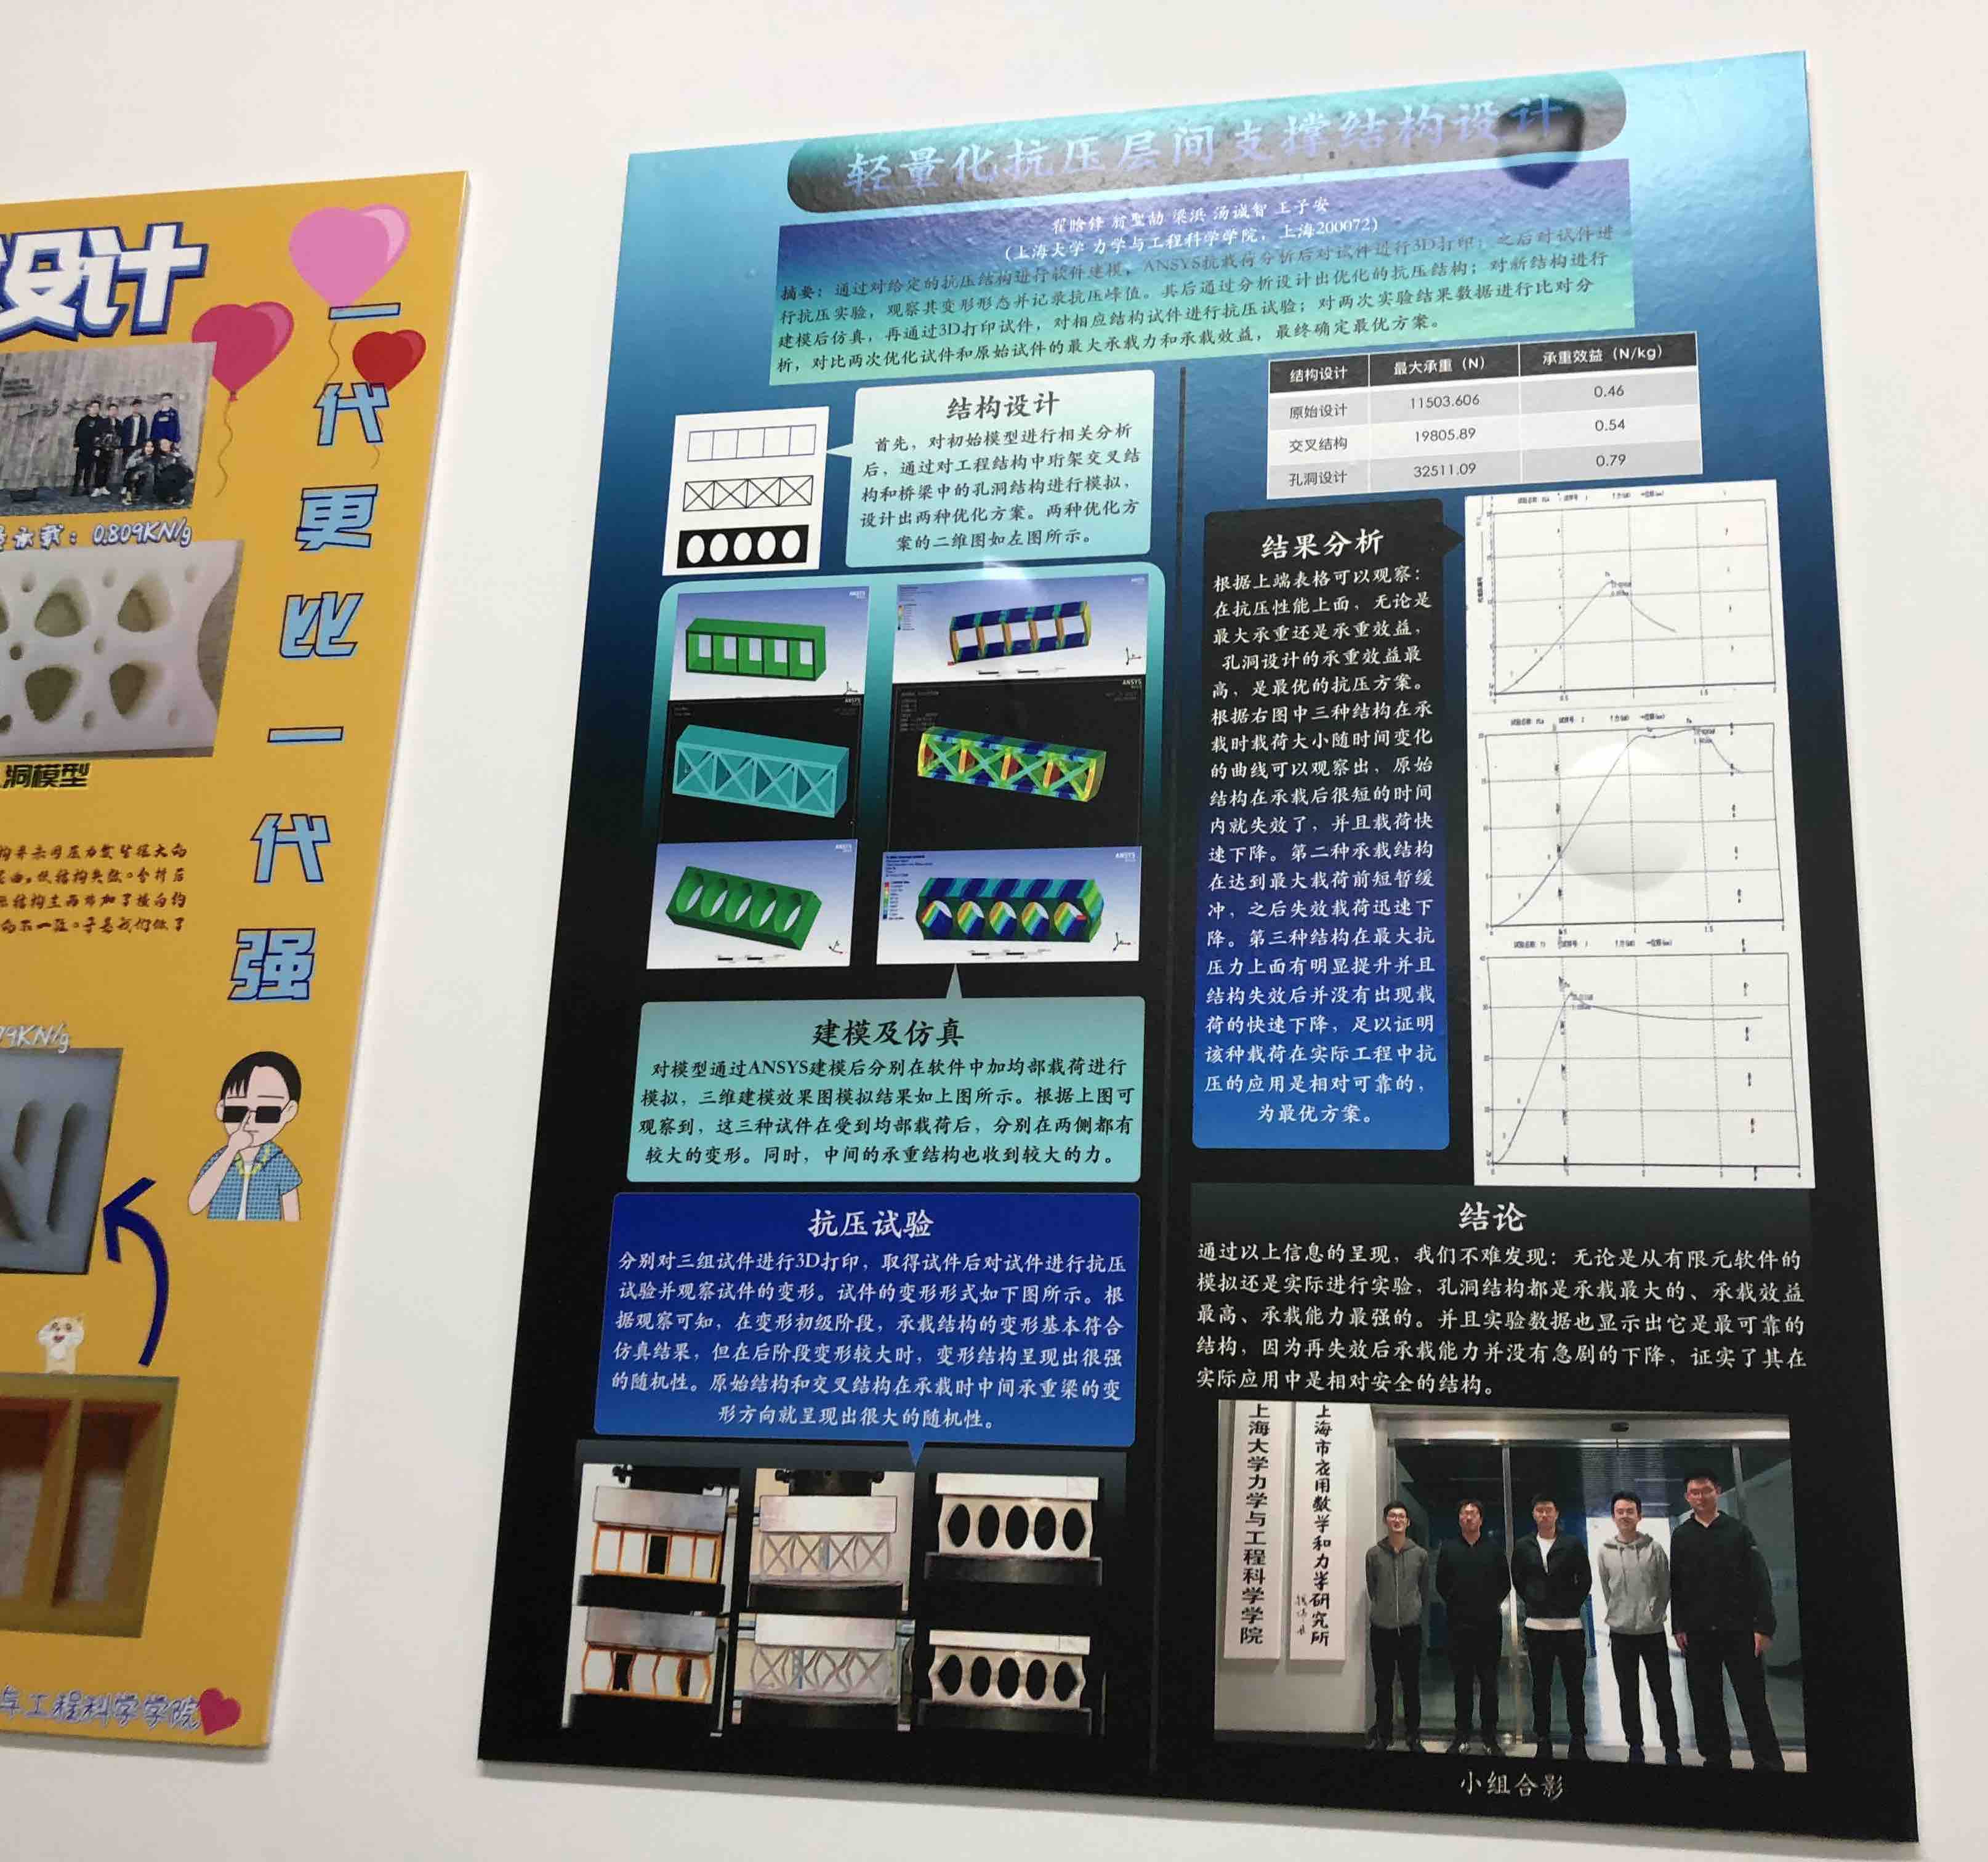 设计
一代更比一代强
载：0.809KN/g
洞模型
9KN/g
与工程科学学院
轻量化抗压层间支撑结构设计
梁浜 汤诚智 王子安
（上海大学 力学与工程科学学院，上海200072）
摘要：通过对给定的抗压结构进行软件建模，ANSYS抗载荷分析后对试件进行3D打印；之后对试件进
行抗压实验，观察其变形形态并记录抗压峰值。其后通过分析设计出优化的抗压结构；对新结构进行
建模后仿真，再通过3D打印试件，对相应结构试件进行抗压试验；对两次实验结果数据进行比对分
析，对比两次优化试件和原始试件的最大承载力和承载效益，最终确定最优方案。
结构设计
首先，对初始模型进行相关分析
后，通过对工程结构中珩架交叉结
构和桥梁中的孔洞结构进行模拟，
设计出两种优化方案。两种优化方
案的二维图如左图所示。
ANSYS
ANSYS
ANSYS
ANSYS
ANSYS
ANSYS
建模及仿真
对模型通过ANSYS建模后分别在软件中加均部载荷进行
模拟，三维建模效果图模拟结果如上图所示。根据上图可
观察到，这三种试件在受到均部载荷后，分别在两侧都有
较大的变形。同时，中间的承重结构也收到较大的力。
抗压试验
分别对三组试件进行3D打印，取得试件后对试件进行抗压
试验并观察试件的变形。试件的变形形式如下图所示。根
据观察可知，在变形初级阶段，承载结构的变形基本符合
仿真结果，但在后阶段变形较大时，变形结构呈现出很强
的随机性。原始结构和交叉结构在承载时中间承重梁的变
形方向就呈现出很大的随机性。
结构设计 最大承重（N） 承重效益（N/kg）
原始设计 11503.606 0.46
交叉结构 19805.89 0.54
孔洞设计 32511.09 0.79
结果分析
根据上端表格可以观察：
在抗压性能上面，无论是
最大承重还是承重效益，
孔洞设计的承重效益最
高，是最优的抗压方案。
根据右图中三种结构在承
载时载荷大小随时间变化
的曲线可以观察出，原始
结构在承载后很短的时间
内就失效了，并且载荷快
速下降。第二种承载结构
在达到最大载荷前短暂缓
冲，之后失效载荷迅速下
降。第三种结构在最大抗
压力上面有明显提升并且
结构失效后并没有出现载
荷的快速下降，足以证明
该种载荷在实际工程中抗
压的应用是相对可靠的，
为最优方案。
结论
通过以上信息的呈现，我们不难发现：无论是从有限元软件的
模拟还是实际进行实验，孔洞结构都是承载最大的、承载效益
最高、承载能力最强的。并且实验数据也显示出它是最可靠的
结构，因为再失效后承载能力并没有急剧的下降，证实了其在
实际应用中是相对安全的结构。
上海大学力学与工程科学学院
上海市应用数学和力学研究所
小组合影